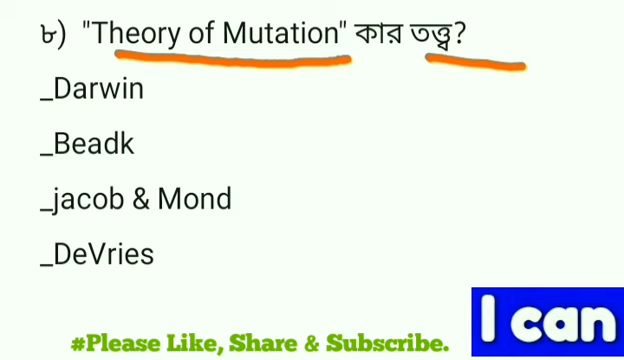 ৮) "Theory of Mutation" কার তত্ত্ব?
_Darwin
_Beadk
_jacob & Mond
_DeVries
I can
#Please Like, Share & Subscribe.